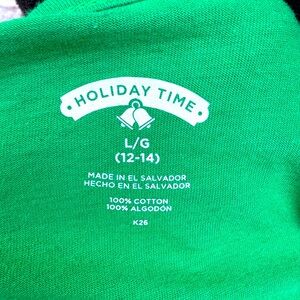 HOLIDAY TIME
L/G
(12-14)
MADE IN EL SALVADOR
HECHO EN EL SALVADOR
100% COTTON
100% ALGODÓN
K26